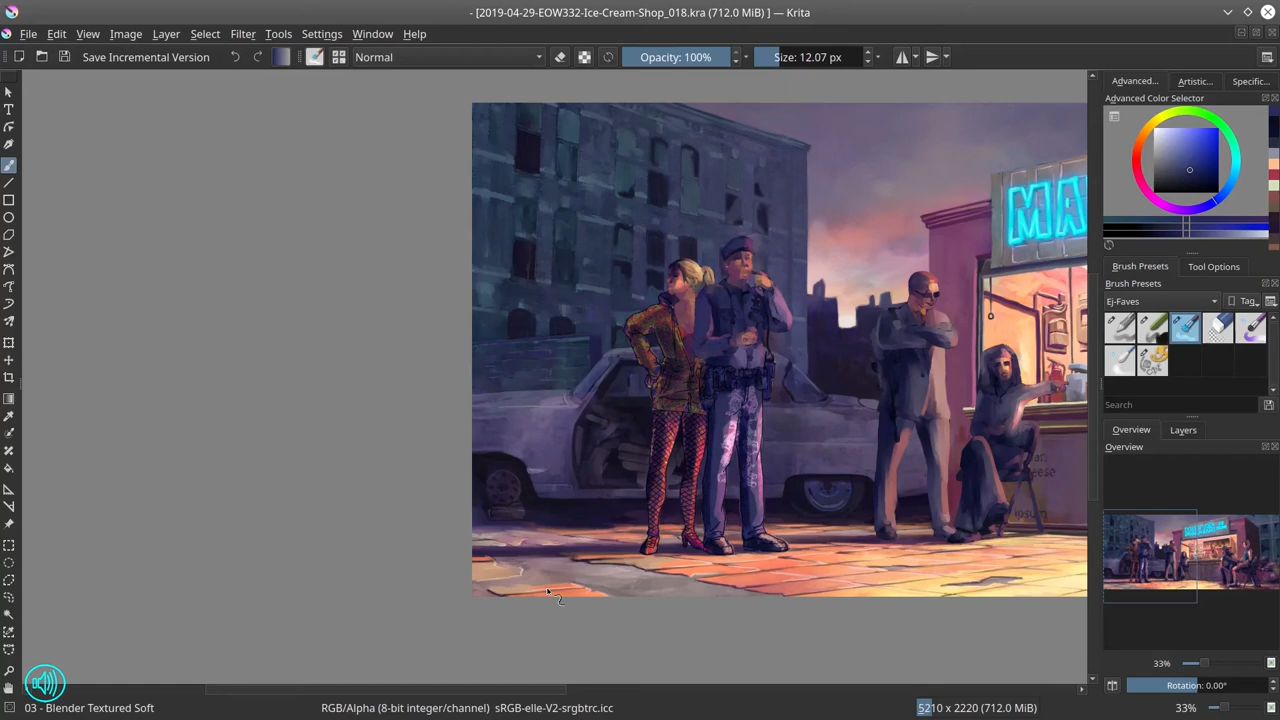 - [2019-04-29-EOW332-Ice-Cream-Shop_018.kra (712.0 MiB) ] — Krita
File Edit View Image Layer Select Filter Tools Settings Window Help
Save Incremental Version Normal Opacity: 100% Size: 12.07 px
Advanced... Artistic... Specific...
Advanced Color Selector
MA
Brush Presets Tool Options
Brush Presets
Ej-Faves Tag
Search
Overview Layers
Overview
33%
Rotation: 0.00°
03 - Blender Textured Soft RGB/Alpha (8-bit integer/channel) sRGB-elle-V2-srgbtrc.icc 5210 x 2220 (712.0 MiB) 33%